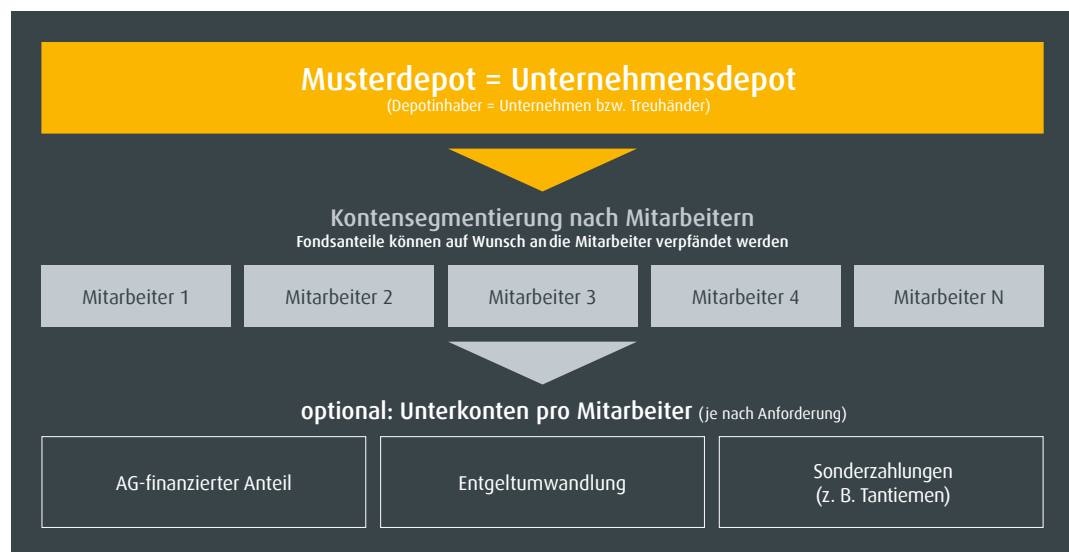 Musterdepot = Unternehmensdepot
(Depotinhaber = Unternehmen bzw. Treuhänder)
Kontensegmentierung nach Mitarbeitern
Fondsanteile können auf Wunsch an die Mitarbeiter verpfändet werden
Mitarbeiter 1
Mitarbeiter 2
Mitarbeiter 3
Mitarbeiter 4
Mitarbeiter N
optional: Unterkonten pro Mitarbeiter (je nach Anforderung)
AG-finanzierter Anteil
Entgeltumwandlung
Sonderzahlungen
(z. B. Tantiemen)